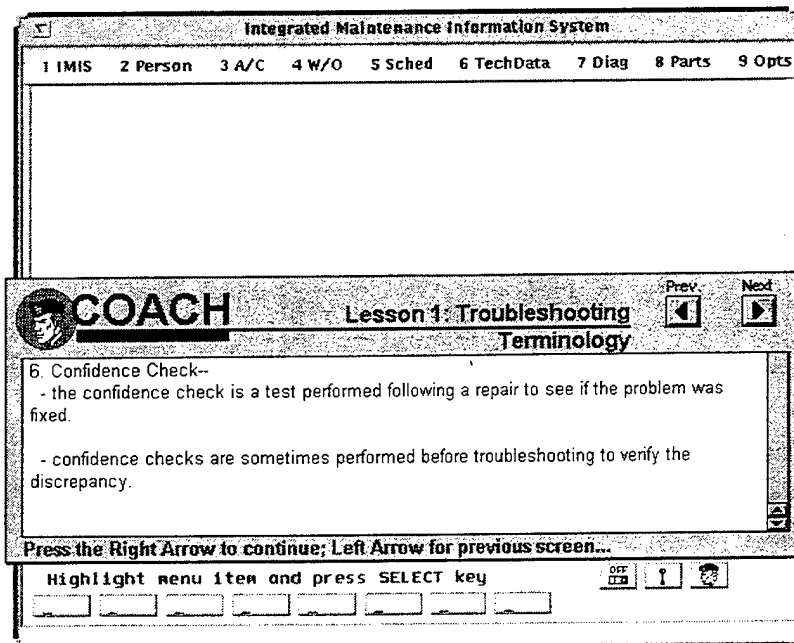 Integrated Maintenance Information System
1 IMIS 2 Person 3 A/C 4 W/O 5 Sched 6 TechData 7 Diag 8 Parts 9 Opts
COACH
Lesson 1: Troubleshooting
Terminology
Prev.
Next
6. Confidence Check--
- the confidence check is a test performed following a repair to see if the problem was
fixed.
- confidence checks are sometimes performed before troubleshooting to verify the
discrepancy.
Press the Right Arrow to continue; Left Arrow for previous screen...
Highlight menu item and press SELECT key
OFF